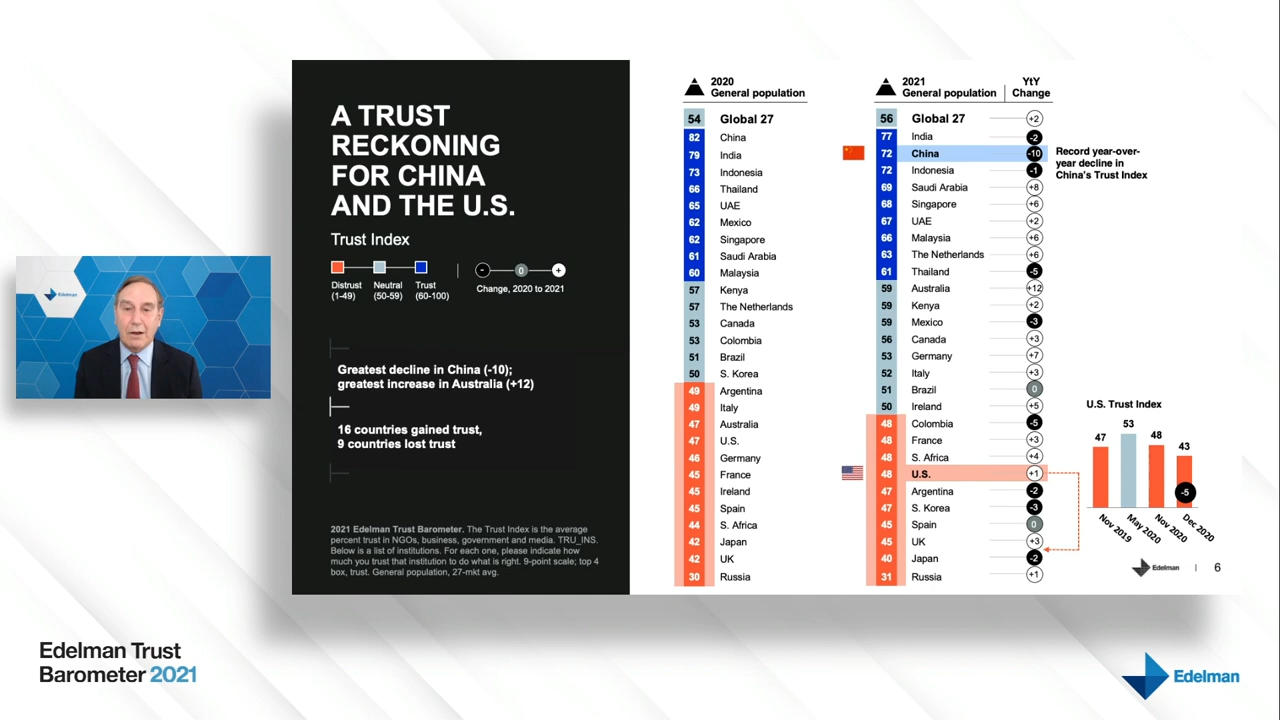 Edelman
A TRUST
RECKONING
FOR CHINA
AND THE U.S.
Trust Index
Distrust
(1-49)
Neutral
(50-59)
Trust
(60-100)
- 0 +
Change, 2020 to 2021
Greatest decline in China (-10);
greatest increase in Australia (+12)
16 countries gained trust,
9 countries lost trust
2021 Edelman Trust Barometer. The Trust Index is the average
percent trust in NGOs, business, government and media. TRU_INS.
Below is a list of institutions. For each one, please indicate how
much you trust that institution to do what is right. 9-point scale; top 4
box, trust. General population, 27-mkt avg.
2020
General population
54 Global 27
82 China
79 India
73 Indonesia
66 Thailand
65 UAE
62 Mexico
62 Singapore
61 Saudi Arabia
60 Malaysia
57 Kenya
57 The Netherlands
53 Canada
53 Colombia
51 Brazil
50 S. Korea
49 Argentina
49 Italy
47 Australia
47 U.S.
46 Germany
45 France
45 Ireland
45 Spain
44 S. Africa
42 Japan
42 UK
30 Russia
2021
General population
YtY
Change
56 Global 27 +2
77 India -2
72 China -10
72 Indonesia -1
69 Saudi Arabia +8
68 Singapore +6
67 UAE +2
66 Malaysia +6
63 The Netherlands +6
61 Thailand -5
59 Australia +12
59 Kenya +2
59 Mexico -3
56 Canada +3
53 Germany +7
52 Italy +3
51 Brazil 0
50 Ireland +5
48 Colombia -5
48 France +3
48 S. Africa +4
48 U.S. +1
47 Argentina -2
47 S. Korea -3
45 Spain 0
45 UK +3
40 Japan -2
31 Russia +1
Record year-over-
year decline in
China's Trust Index
U.S. Trust Index
47 53 48 43
-5
Nov 2019 May 2020 Nov 2020 Dec 2020
Edelman | 6
Edelman Trust
Barometer 2021
Edelman